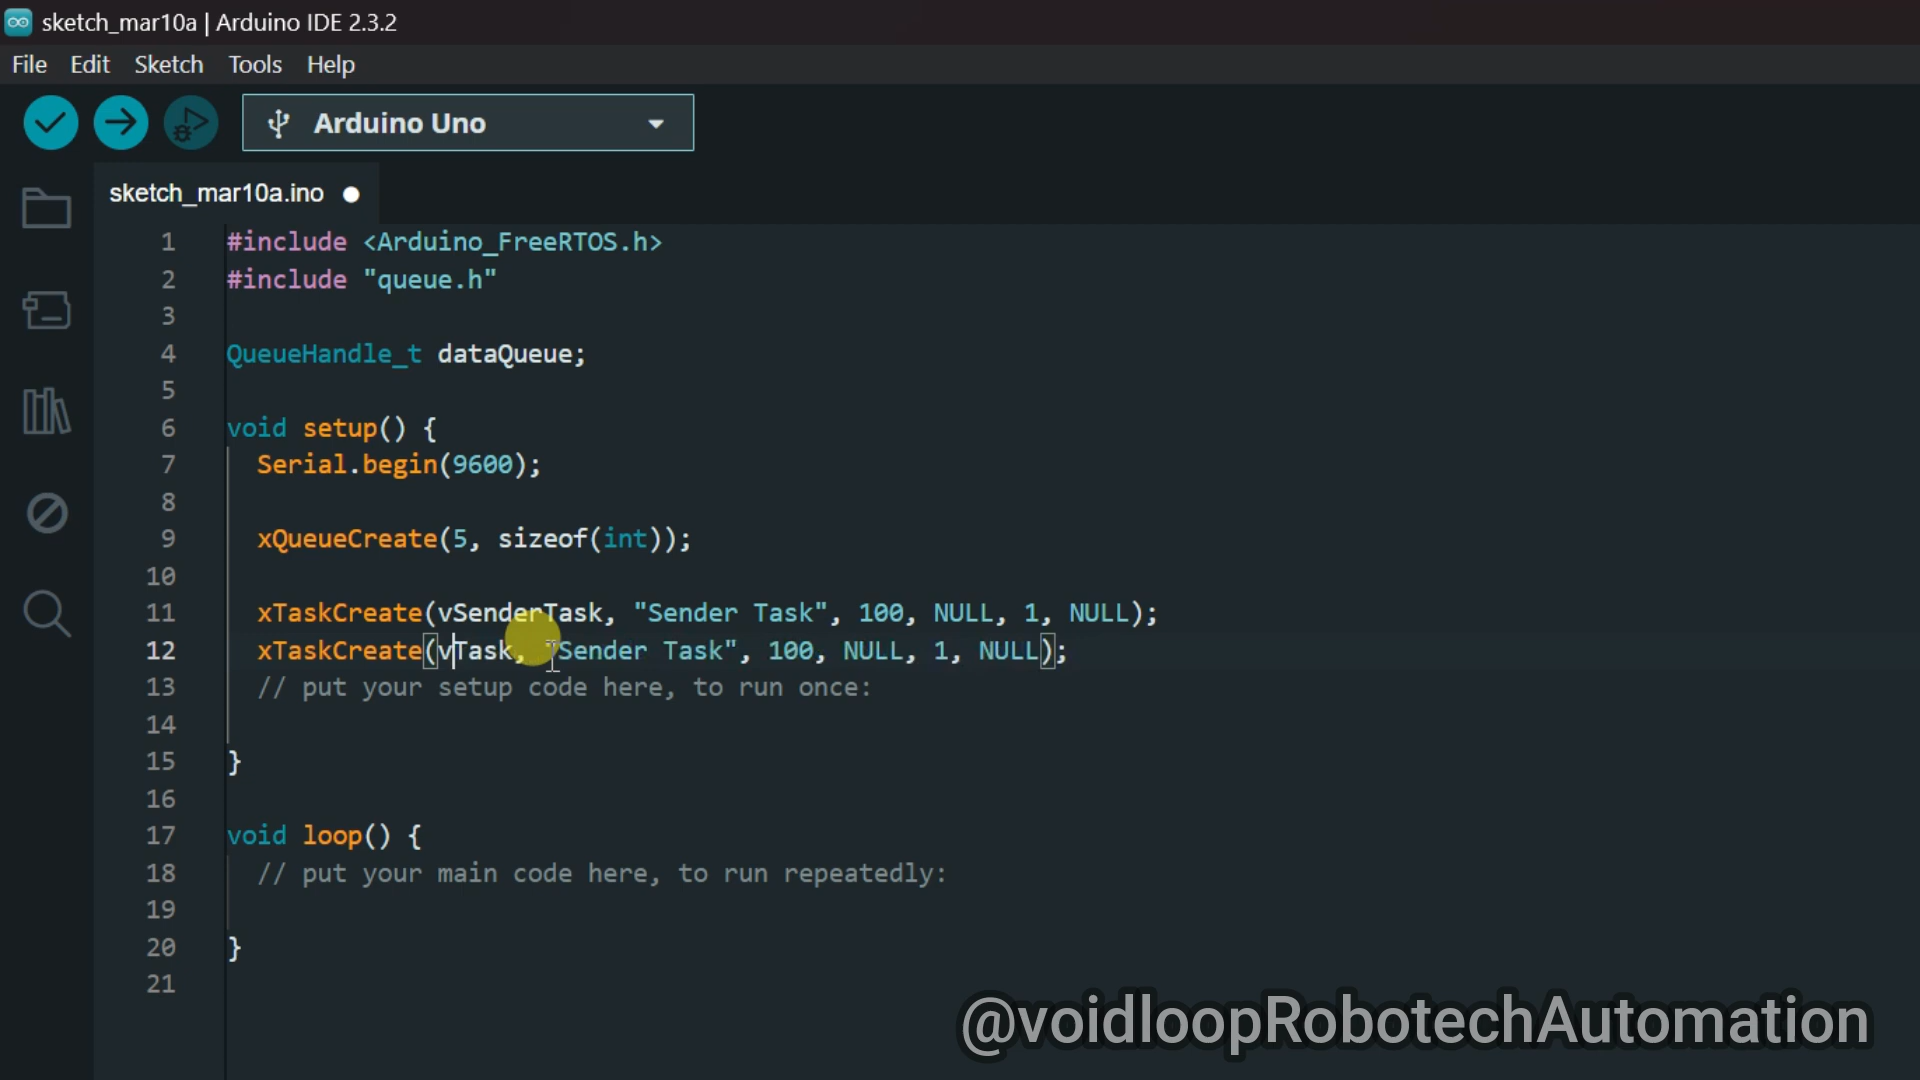 sketch_mar10a | Arduino IDE 2.3.2
File Edit Sketch Tools Help
Arduino Uno
sketch_mar10a.ino
1 #include <Arduino_FreeRTOS.h>
2 #include "queue.h"
3
4 QueueHandle_t dataQueue;
5
6 void setup() {
7 Serial.begin(9600);
8
9 xQueueCreate(5, sizeof(int));
10
11 xTaskCreate(vSenderTask, "Sender Task", 100, NULL, 1, NULL);
12 xTaskCreate(vTask, "Sender Task", 100, NULL, 1, NULL);
13 // put your setup code here, to run once:
14
15 }
16
17 void loop() {
18 // put your main code here, to run repeatedly:
19
20 }
21
@voidloopRobotechAutomation